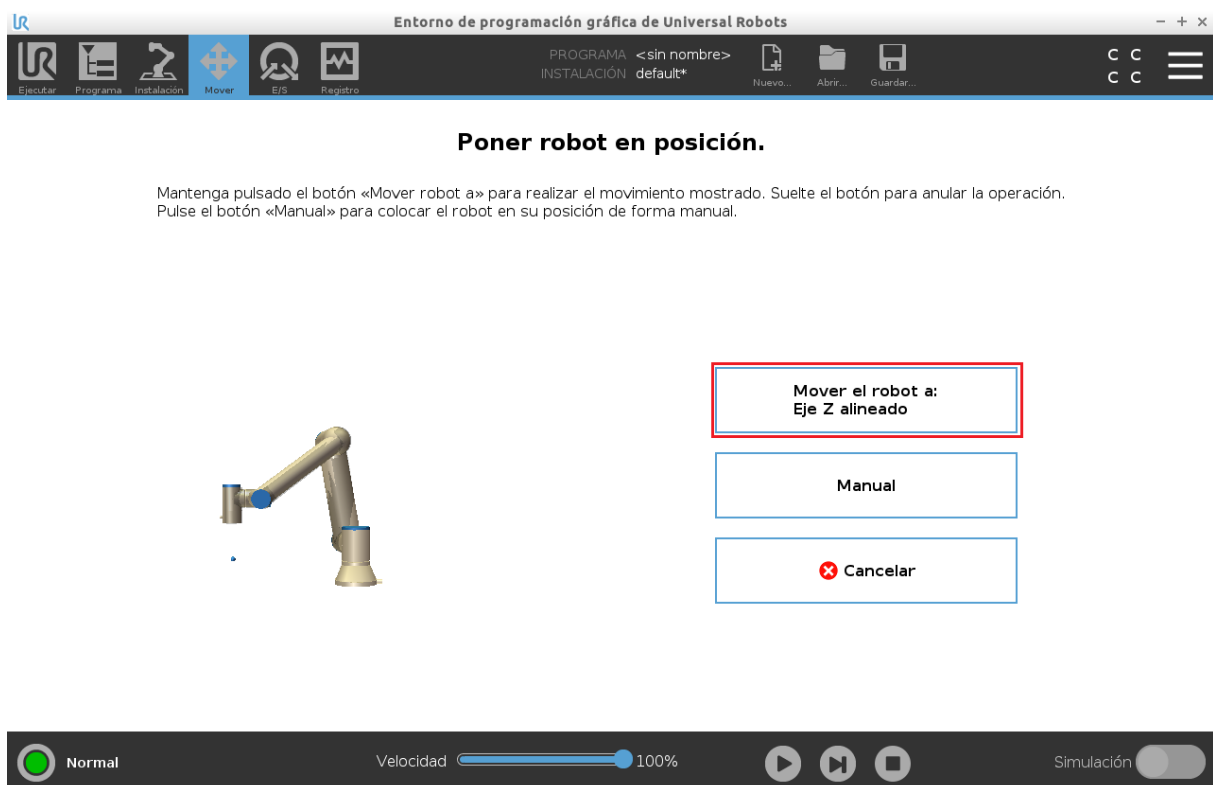 Entorno de programación gráfica de Universal Robots
Ejecutar Programa Instalación Mover E/S Registro
PROGRAMA <sin nombre>
INSTALACIÓN default*
Nuevo... Abrir... Guardar...
C C
C C
Poner robot en posición.
Mantenga pulsado el botón «Mover robot a» para realizar el movimiento mostrado. Suelte el botón para anular la operación.
Pulse el botón «Manual» para colocar el robot en su posición de forma manual.
Mover el robot a:
Eje Z alineado
Manual
Cancelar
Normal
Velocidad 100%
Simulación